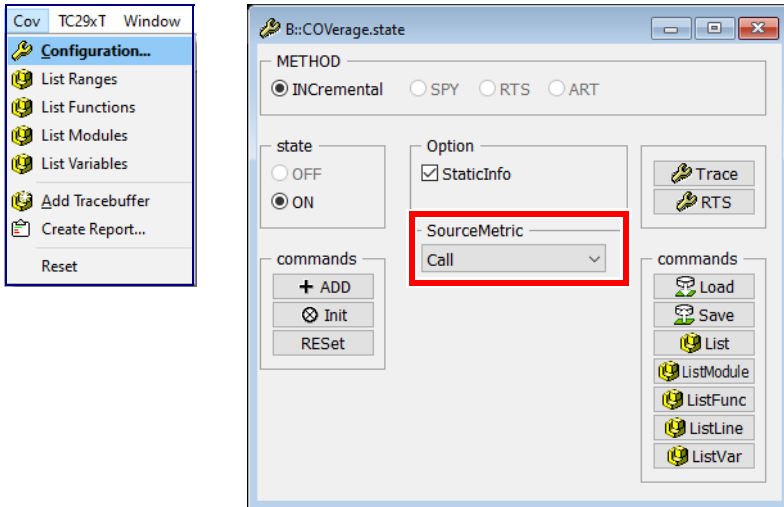 Cov TC29xT Window
Configuration...
List Ranges
List Functions
List Modules
List Variables
Add Tracebuffer
Create Report...
Reset
B::COVerage.state
METHOD
INCremental SPY RTS ART
state
OFF
ON
Option
StaticInfo
SourceMetric
Call
Trace
RTS
commands
+ ADD
Init
RESet
commands
Load
Save
List
ListModule
ListFunc
ListLine
ListVar